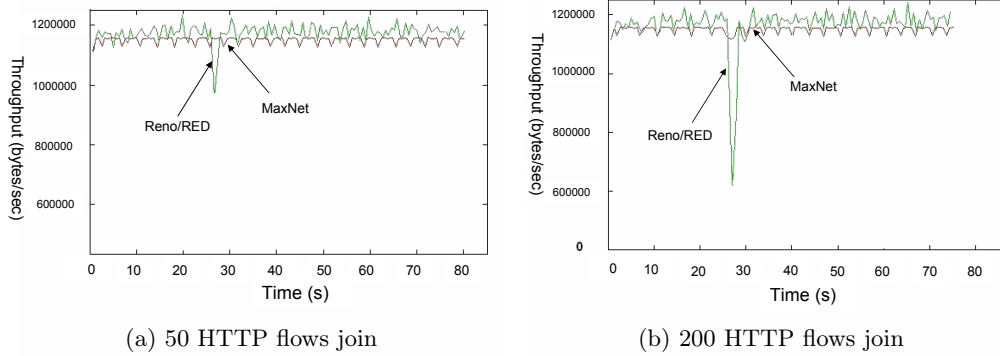 1200000
1000000
800000
600000
Throughput (bytes/sec)
Reno/RED
MaxNet
0 10 20 30 40 50 60 70 80
Time (s)
(a) 50 HTTP flows join
1200000
1000000
800000
600000
0
Throughput (bytes/sec)
Reno/RED
MaxNet
0 10 20 30 40 50 60 70 80
Time (s)
(b) 200 HTTP flows join